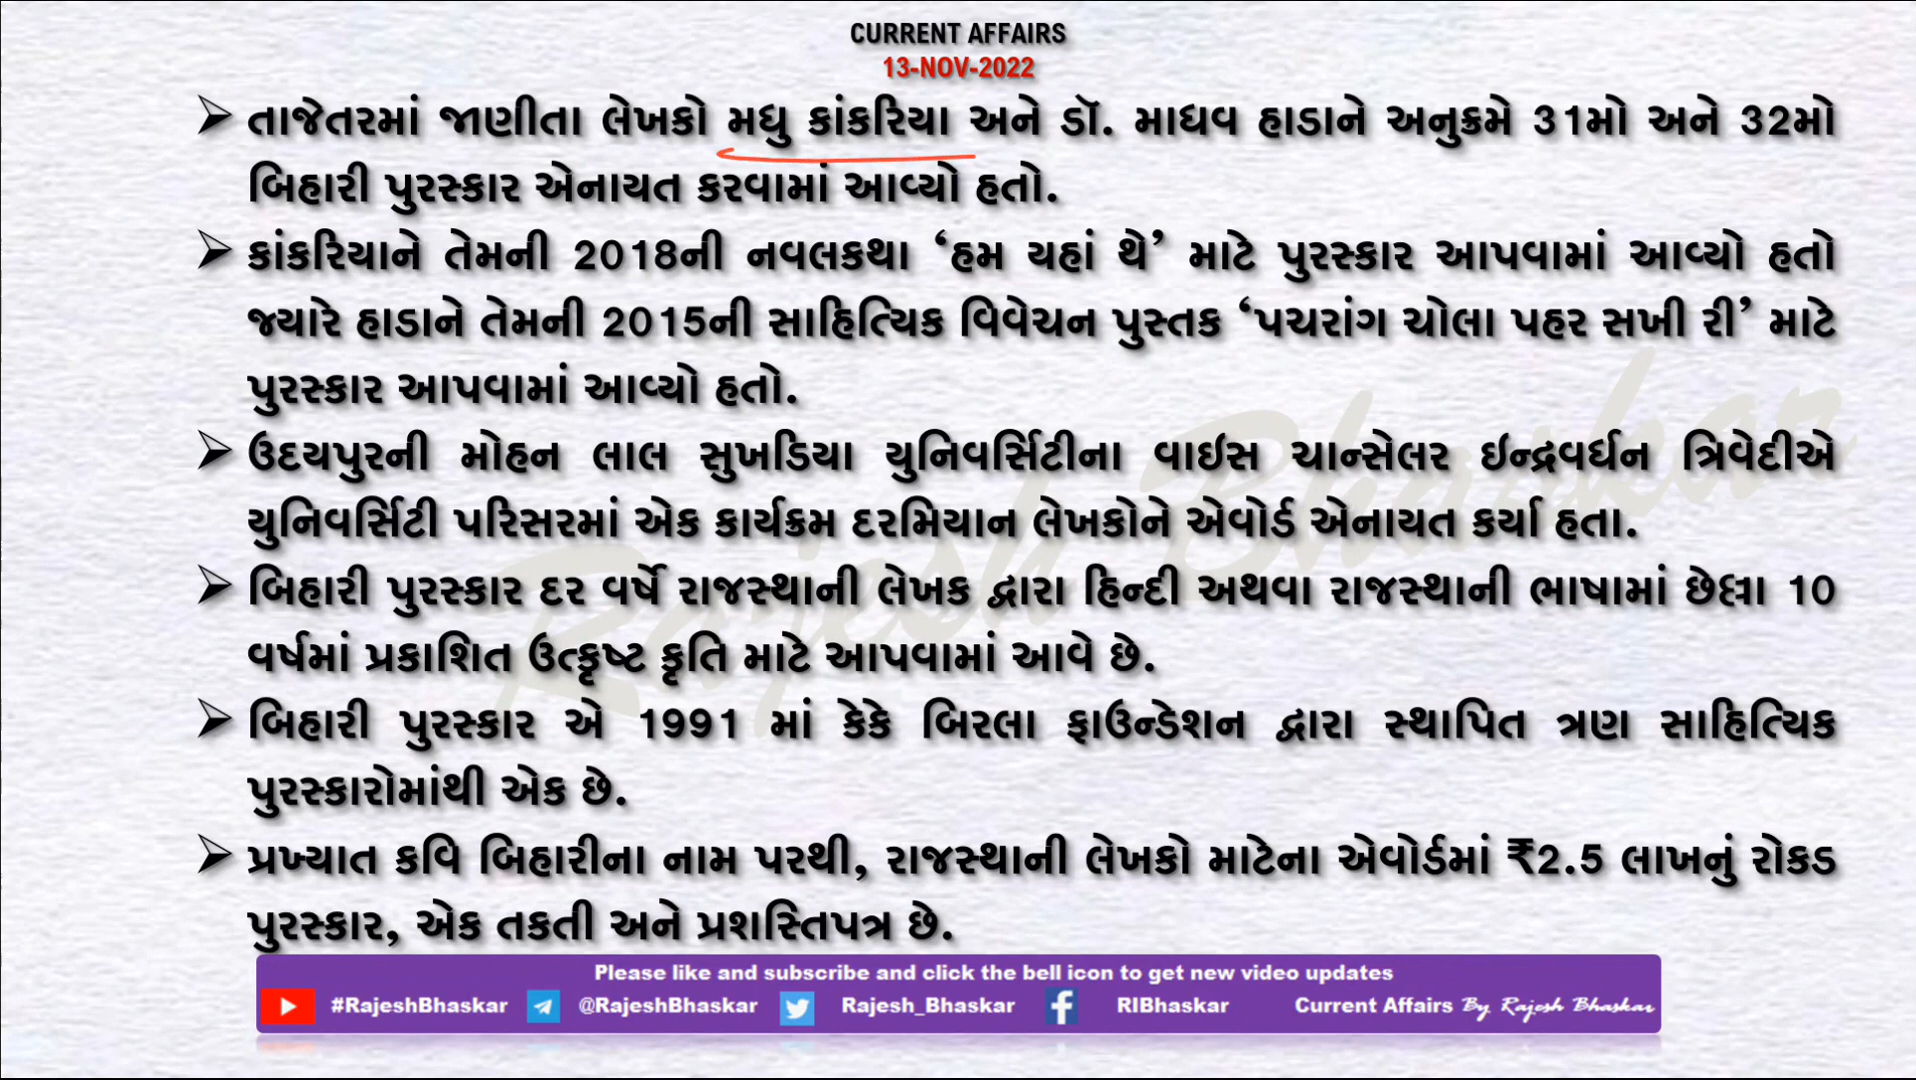 CURRENT AFFAIRS
13-NOV-2022
➢ તાજેતરમાં જાણીતા લેખકો મધુ કાંકરિયા અને ડૉ. માધવ હાડાને અનુક્રમે 31મો અને 32મો
બિહારી પુરસ્કાર એનાયત કરવામાં આવ્યો હતો.
➢ કાંકરિયાને તેમની 2018ની નવલકથા ‘હમ યહાં થે’ માટે પુરસ્કાર આપવામાં આવ્યો હતો
જ્યારે હાડાને તેમની 2015ની સાહિત્યિક વિવેચન પુસ્તક ‘પચરાંગ ચોલા પહર સખી રી’ માટે
પુરસ્કાર આપવામાં આવ્યો હતો.
➢ ઉદયપુરની મોહન લાલ સુખડિયા યુનિવર્સિટીના વાઇસ ચાન્સેલર ઇન્દ્રવર્ધન ત્રિવેદીએ
યુનિવર્સિટી પરિસરમાં એક કાર્યક્રમ દરમિયાન લેખકોને એવોર્ડ એનાયત કર્યા હતા.
➢ બિહારી પુરસ્કાર દર વર્ષે રાજસ્થાની લેખક દ્વારા હિન્દી અથવા રાજસ્થાની ભાષામાં છેલ્લા 10
વર્ષમાં પ્રકાશિત ઉત્કૃષ્ટ કૃતિ માટે આપવામાં આવે છે.
➢ બિહારી પુરસ્કાર એ 1991 માં કેકે બિરલા ફાઉન્ડેશન દ્વારા સ્થાપિત ત્રણ સાહિત્યિક
પુરસ્કારોમાંથી એક છે.
➢ પ્રખ્યાત કવિ બિહારીના નામ પરથી, રાજસ્થાની લેખકો માટેના એવોર્ડમાં ₹2.5 લાખનું રોકડ
પુરસ્કાર, એક તકતી અને પ્રશસ્તિપત્ર છે.
Rajesh Bhaskar
Please like and subscribe and click the bell icon to get new video updates
#RajeshBhaskar @RajeshBhaskar Rajesh_Bhaskar RIBhaskar Current Affairs By Rajesh Bhaskar